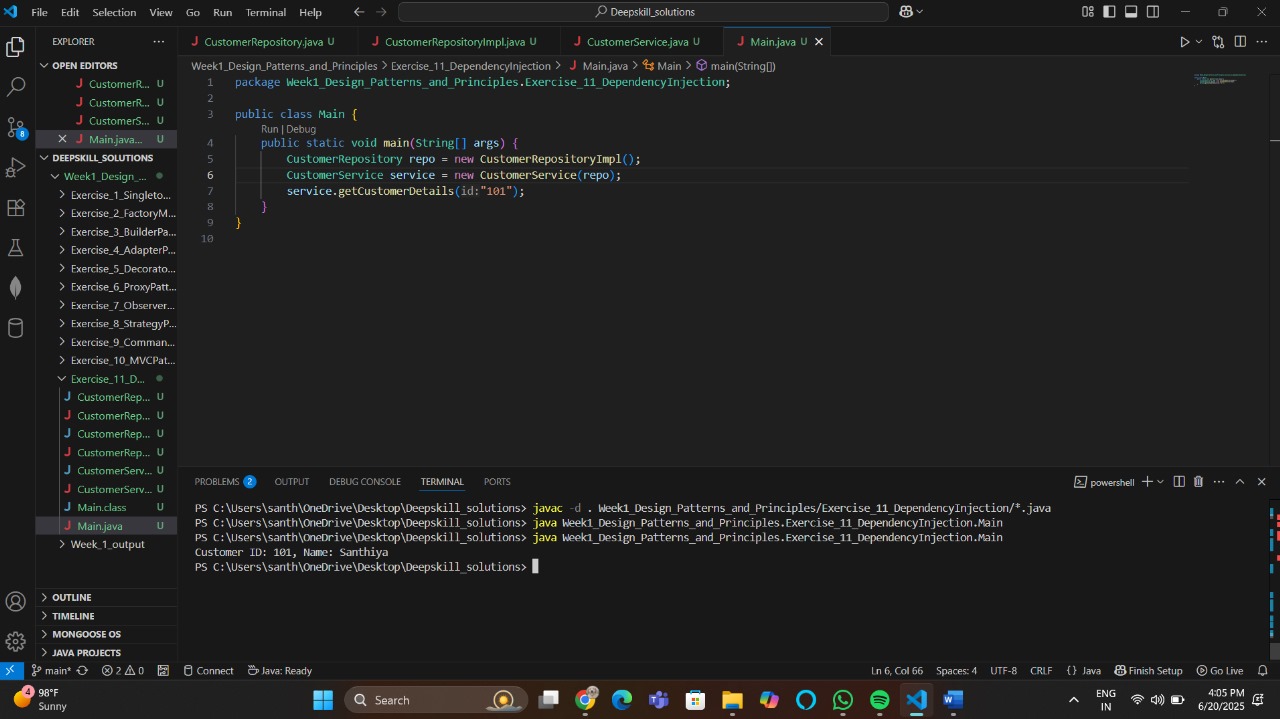 File Edit Selection View Go Run Terminal Help
Deepskill_solutions
EXPLORER
CustomerRepository.java U
CustomerRepositoryImpl.java U
CustomerService.java U
Main.java U
OPEN EDITORS
CustomerR... U
CustomerR... U
CustomerS... U
Main.java... U
DEEPSKILL_SOLUTIONS
Week1_Design_...
Exercise_1_Singleto...
Exercise_2_FactoryM...
Exercise_3_BuilderPa...
Exercise_4_AdapterP...
Exercise_5_Decorato...
Exercise_6_ProxyPatt...
Exercise_7_Observer...
Exercise_8_StrategyP...
Exercise_9_Comman...
Exercise_10_MVCPat...
Exercise_11_D...
CustomerRep... U
CustomerRep... U
CustomerRep... U
CustomerRep... U
CustomerServ... U
CustomerServ... U
Main.class U
Main.java U
Week_1_output
OUTLINE
TIMELINE
MONGOOSE OS
JAVA PROJECTS
8
Week1_Design_Patterns_and_Principles > Exercise_11_DependencyInjection > Main.java > Main > main(String[])
1 package Week1_Design_Patterns_and_Principles.Exercise_11_DependencyInjection;
2
3 public class Main {
Run | Debug
4 public static void main(String[] args) {
5 CustomerRepository repo = new CustomerRepositoryImpl();
6 CustomerService service = new CustomerService(repo);
7 service.getCustomerDetails(id:"101");
8 }
9 }
10
PROBLEMS 2 OUTPUT DEBUG CONSOLE TERMINAL PORTS
powershell
PS C:\Users\santh\OneDrive\Desktop\Deepskill_solutions> javac -d . Week1_Design_Patterns_and_Principles/Exercise_11_DependencyInjection/*.java
PS C:\Users\santh\OneDrive\Desktop\Deepskill_solutions> java Week1_Design_Patterns_and_Principles.Exercise_11_DependencyInjection.Main
PS C:\Users\santh\OneDrive\Desktop\Deepskill_solutions> java Week1_Design_Patterns_and_Principles.Exercise_11_DependencyInjection.Main
Customer ID: 101, Name: Santhiya
PS C:\Users\santh\OneDrive\Desktop\Deepskill_solutions>
main* 2 0 Connect Java: Ready
Ln 6, Col 66 Spaces: 4 UTF-8 CRLF {} Java Finish Setup Go Live
4
98°F
Sunny
Search
ENG
IN
4:05 PM
6/20/2025